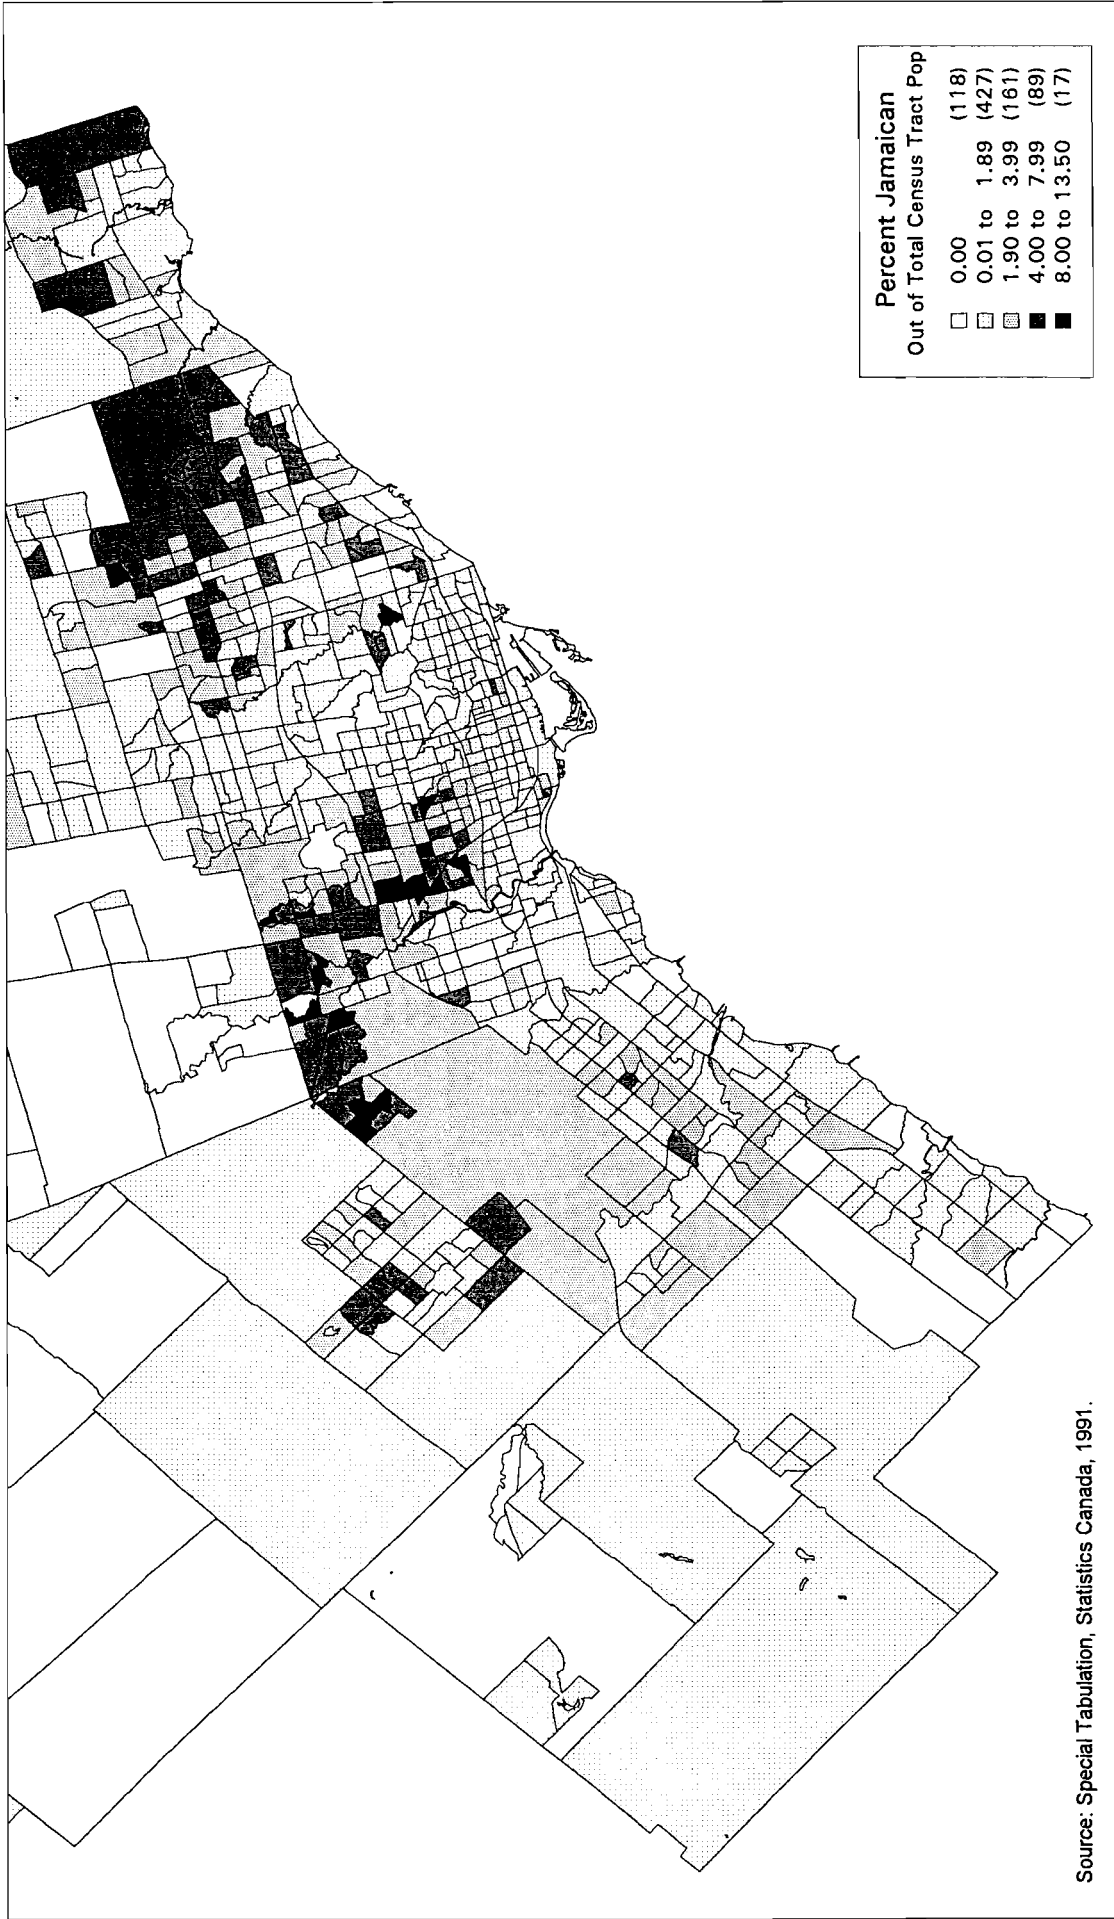 Percent Jamaican
Out of Total Census Tract Pop
0.00 (118)
0.01 to 1.89 (427)
1.90 to 3.99 (161)
4.00 to 7.99 (89)
8.00 to 13.50 (17)
Source: Special Tabulation, Statistics Canada, 1991.